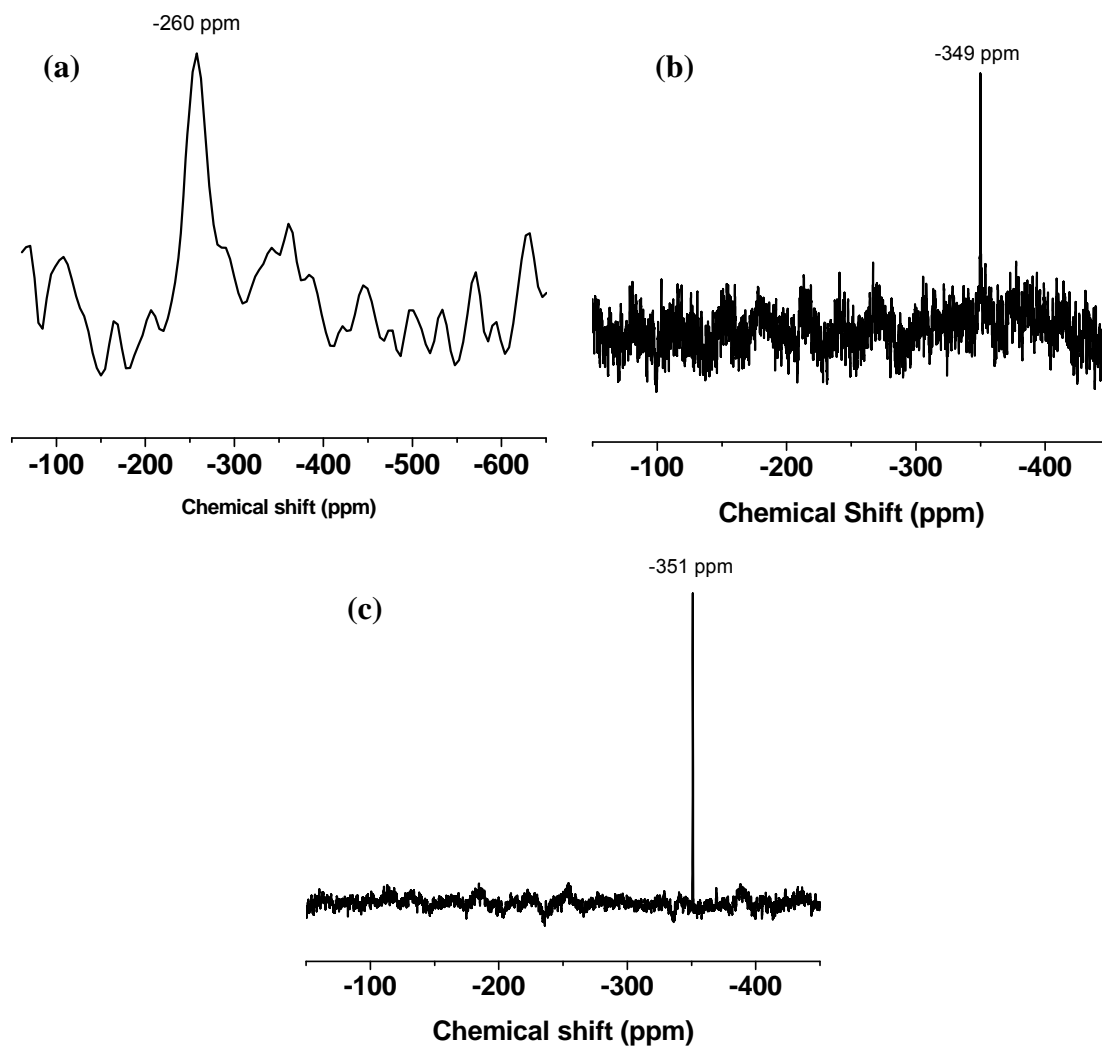 -260 ppm
(a)
-100 -200 -300 -400 -500 -600
Chemical shift (ppm)
-349 ppm
(b)
-100 -200 -300 -400
Chemical Shift (ppm)
-351 ppm
(c)
-100 -200 -300 -400
Chemical shift (ppm)